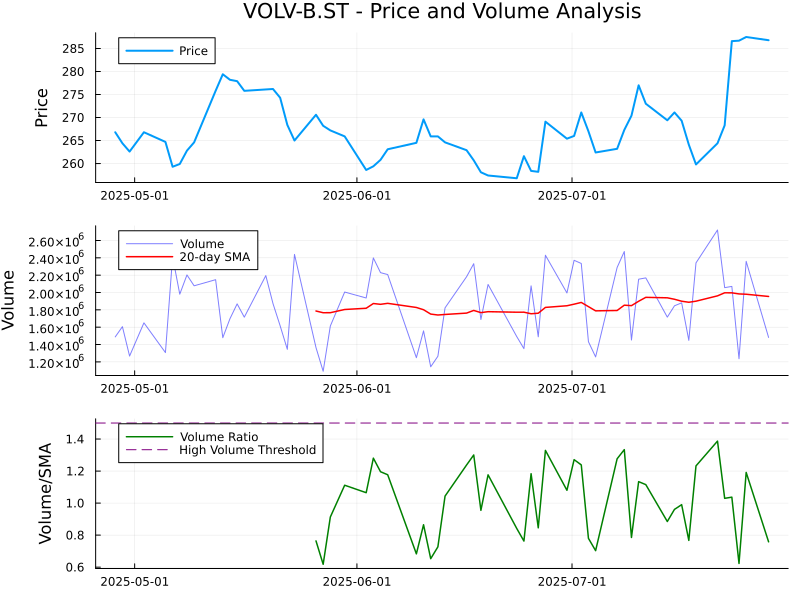 VOLV-B.ST - Price and Volume Analysis
Price
285
280
275
270
265
260
Price
2025-05-01 2025-06-01 2025-07-01
Volume
2.60×10⁶
2.40×10⁶
2.20×10⁶
2.00×10⁶
1.80×10⁶
1.60×10⁶
1.40×10⁶
1.20×10⁶
Volume
20-day SMA
2025-05-01 2025-06-01 2025-07-01
Volume/SMA
1.4
1.2
1.0
0.8
0.6
Volume Ratio
High Volume Threshold
2025-05-01 2025-06-01 2025-07-01